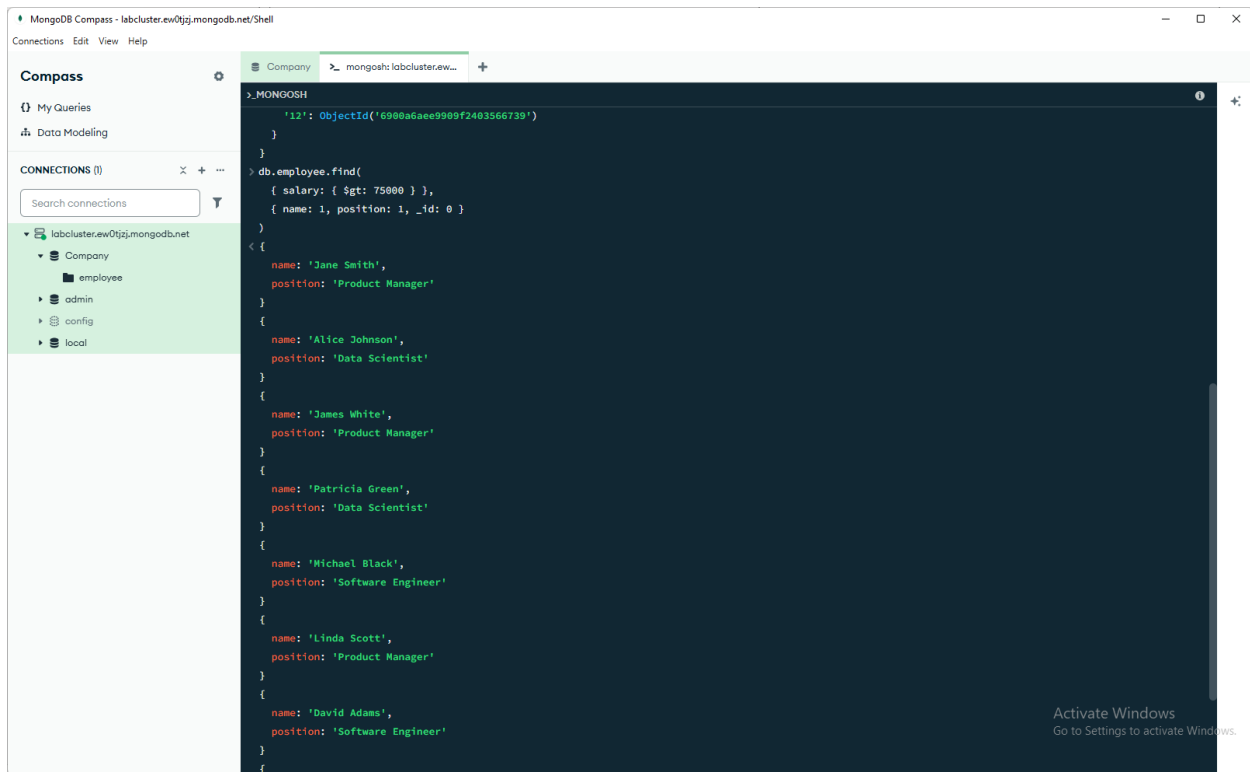 MongoDB Compass - labcluster.ew0tjzj.mongodb.net/Shell
Connections Edit View Help
Compass
{} My Queries
Data Modeling
CONNECTIONS (1)
Search connections
labcluster.ew0tjzj.mongodb.net
Company
employee
admin
config
local
Company
>_ mongosh: labcluster.ew...
>_MONGOSH
'12': ObjectId('6900a6aee9909f2403566739')
}
}
> db.employee.find(
{ salary: { $gt: 75000 } },
{ name: 1, position: 1, _id: 0 }
)
< {
name: 'Jane Smith',
position: 'Product Manager'
}
{
name: 'Alice Johnson',
position: 'Data Scientist'
}
{
name: 'James White',
position: 'Product Manager'
}
{
name: 'Patricia Green',
position: 'Data Scientist'
}
{
name: 'Michael Black',
position: 'Software Engineer'
}
{
name: 'Linda Scott',
position: 'Product Manager'
}
{
name: 'David Adams',
position: 'Software Engineer'
}
{
Activate Windows
Go to Settings to activate Windows.